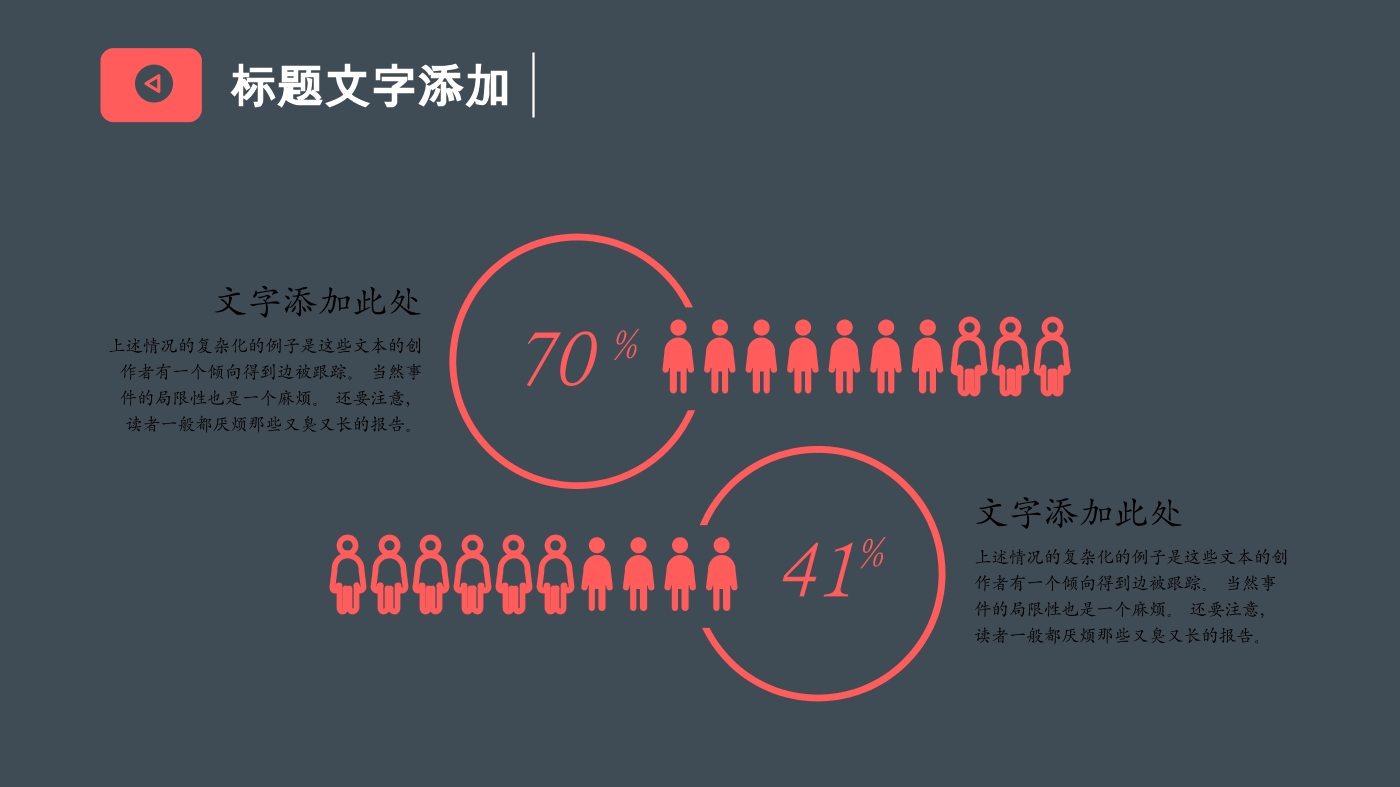 标题文字添加
文字添加此处
上述情况的复杂化的例子是这些文本的创
作者有一个倾向得到边被跟踪。 当然事
件的局限性也是一个麻烦。 还要注意,
读者一般都厌烦那些又臭又长的报告。
70 %
41%
文字添加此处
上述情况的复杂化的例子是这些文本的创
作者有一个倾向得到边被跟踪。 当然事
件的局限性也是一个麻烦。 还要注意,
读者一般都厌烦那些又臭又长的报告。